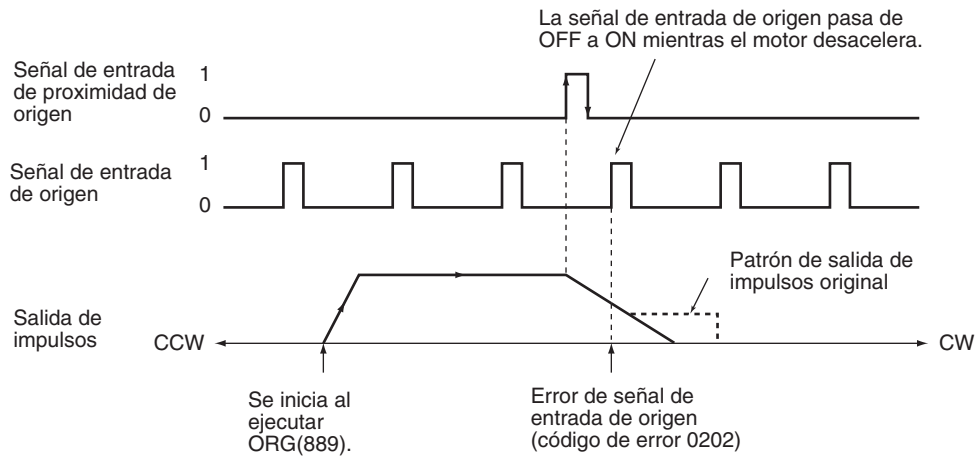 La señal de entrada de origen pasa de
OFF a ON mientras el motor desacelera.
Señal de entrada
de proximidad de
origen
1
0
Señal de entrada
de origen
1
0
Patrón de salida de
impulsos original
Salida de
impulsos
CCW
CW
Se inicia al
ejecutar
ORG(889).
Error de señal de
entrada de origen
(código de error 0202)